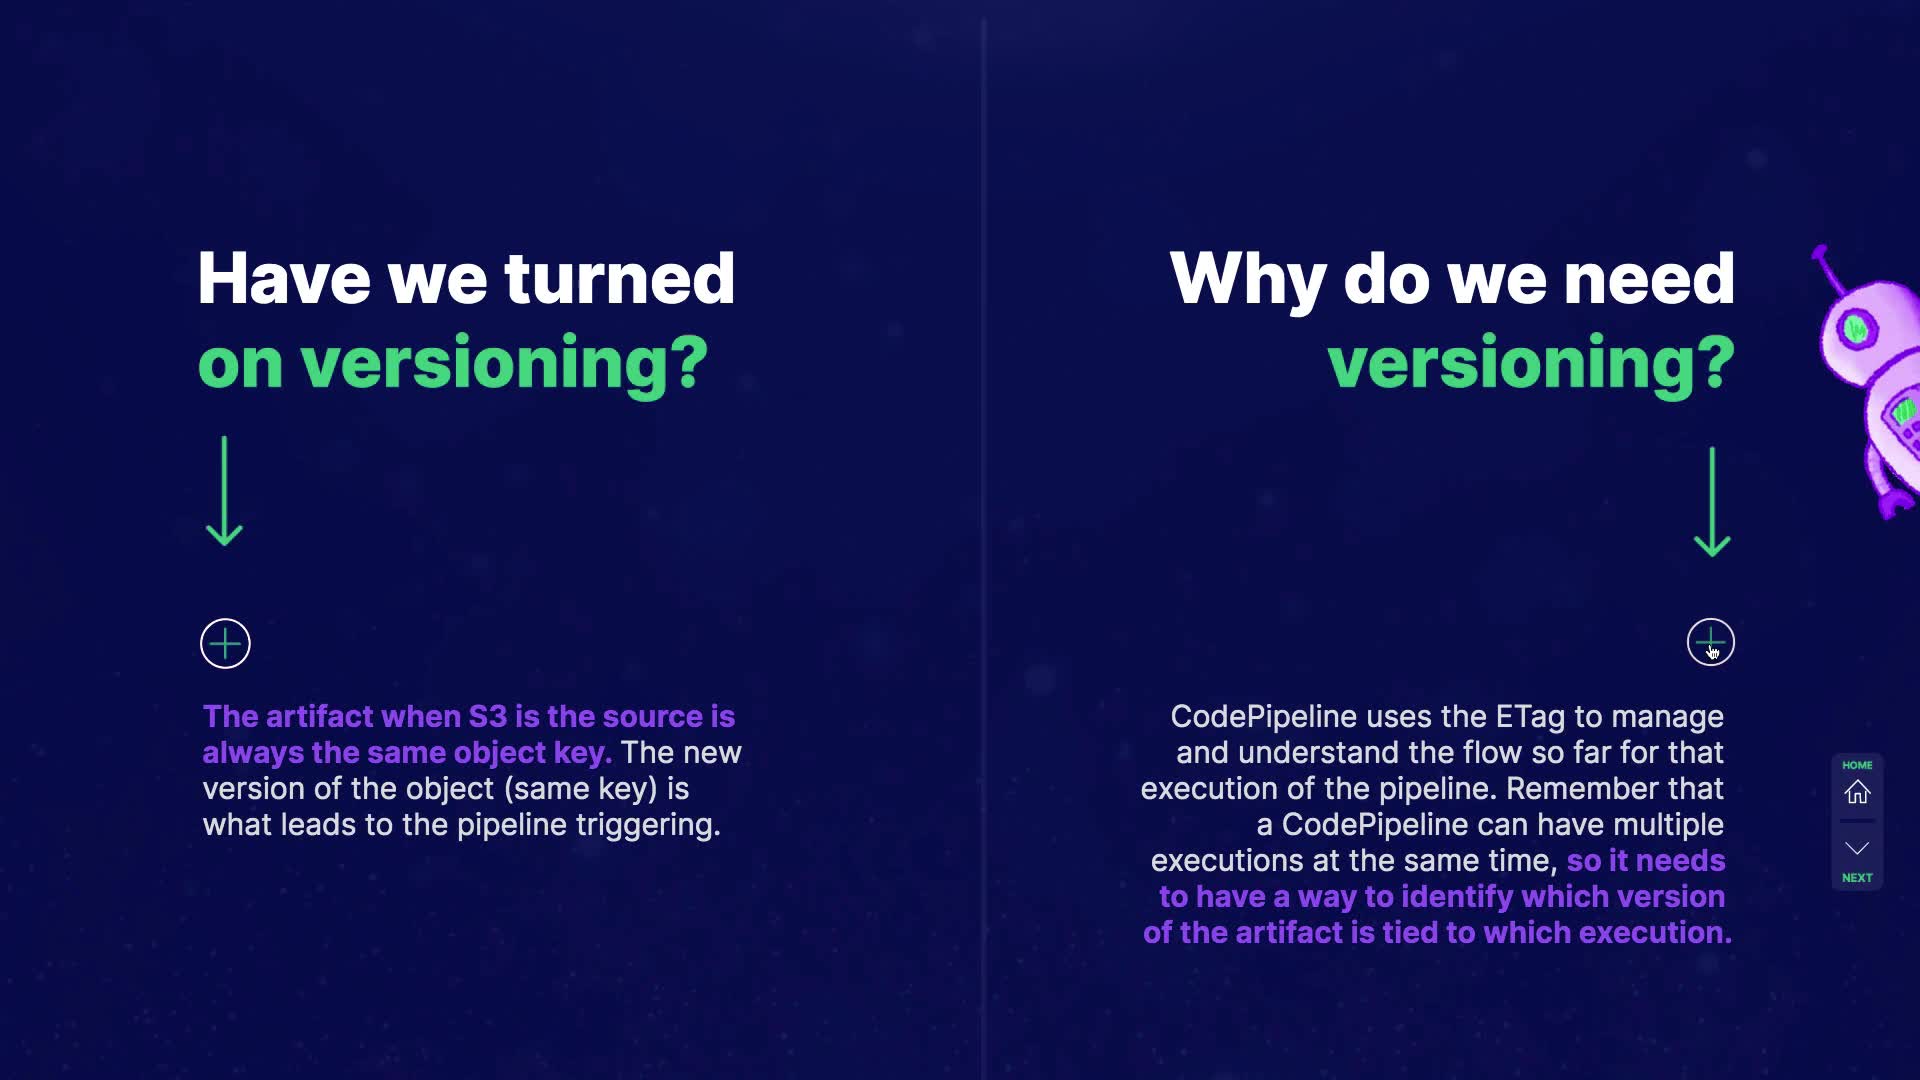 Have we turned
on versioning?
The artifact when S3 is the source is
always the same object key. The new
version of the object (same key) is
what leads to the pipeline triggering.
Why do we need
versioning?
CodePipeline uses the ETag to manage
and understand the flow so far for that
execution of the pipeline. Remember that
a CodePipeline can have multiple
executions at the same time, so it needs
to have a way to identify which version
of the artifact is tied to which execution.
HOME
NEXT